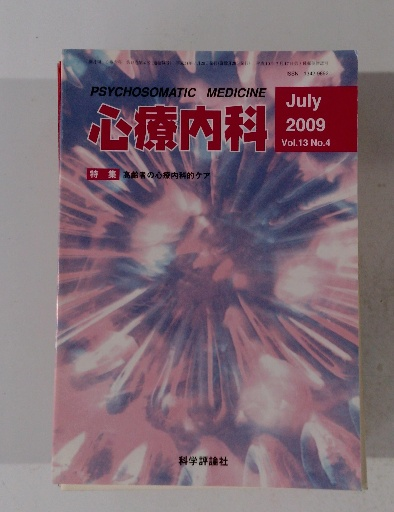 PSYCHOSOMATIC MEDICINE
心療内科
July
2009
Vol.13 No.4
特集 高齢者の心療内科的ケア
科学評論社